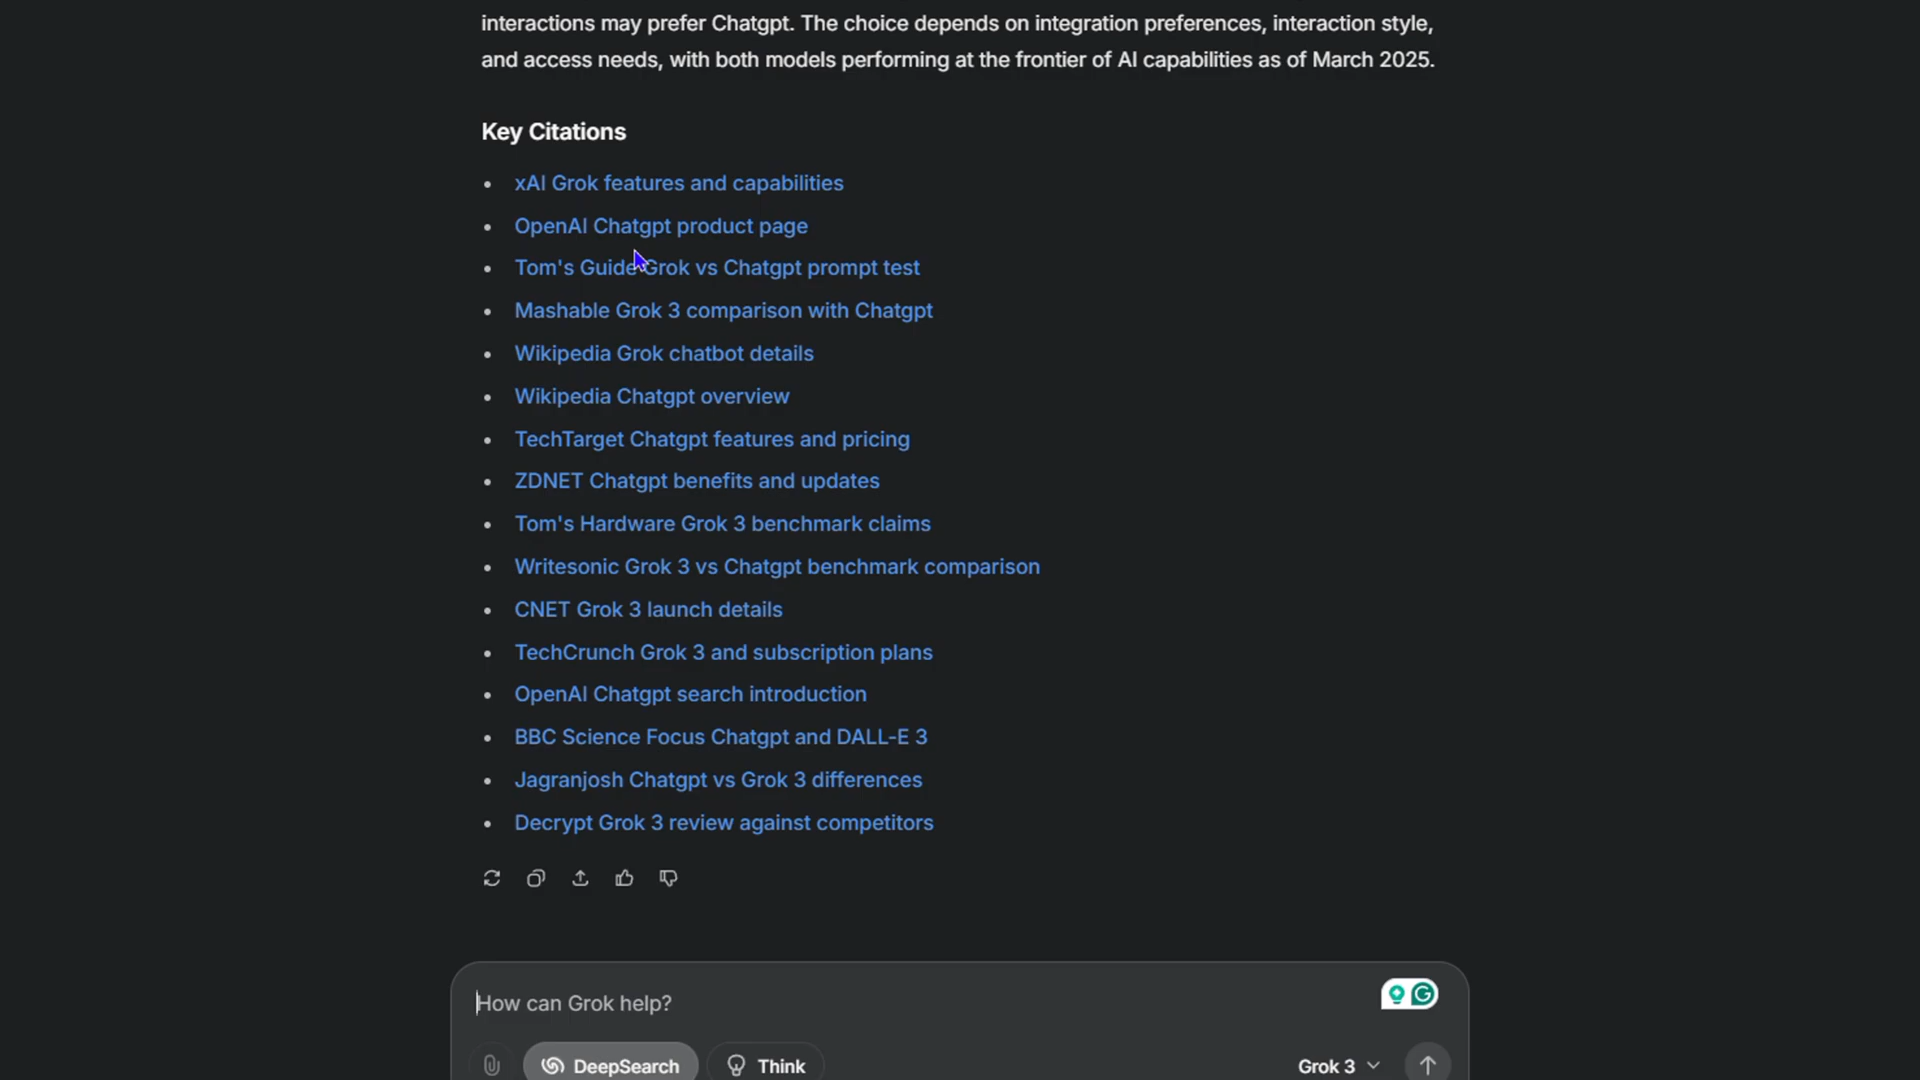 interactions may prefer Chatgpt. The choice depends on integration preferences, interaction style,
and access needs, with both models performing at the frontier of AI capabilities as of March 2025.
Key Citations
• xAI Grok features and capabilities
• OpenAI Chatgpt product page
• Tom's Guide Grok vs Chatgpt prompt test
• Mashable Grok 3 comparison with Chatgpt
• Wikipedia Grok chatbot details
• Wikipedia Chatgpt overview
• TechTarget Chatgpt features and pricing
• ZDNET Chatgpt benefits and updates
• Tom's Hardware Grok 3 benchmark claims
• Writesonic Grok 3 vs Chatgpt benchmark comparison
• CNET Grok 3 launch details
• TechCrunch Grok 3 and subscription plans
• OpenAI Chatgpt search introduction
• BBC Science Focus Chatgpt and DALL-E 3
• Jagranjosh Chatgpt vs Grok 3 differences
• Decrypt Grok 3 review against competitors
How can Grok help?
DeepSearch Think Grok 3